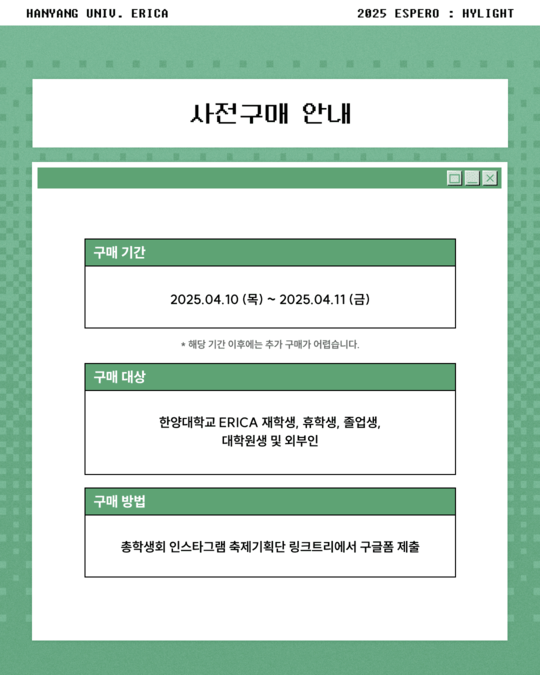 HANYANG UNIV. ERICA
2025 ESPERO : HYLIGHT
사전구매 안내
구매 기간
2025.04.10 (목) ~ 2025.04.11 (금)
* 해당 기간 이후에는 추가 구매가 어렵습니다.
구매 대상
한양대학교 ERICA 재학생, 휴학생, 졸업생,
대학원생 및 외부인
구매 방법
총학생회 인스타그램 축제기획단 링크트리에서 구글폼 제출